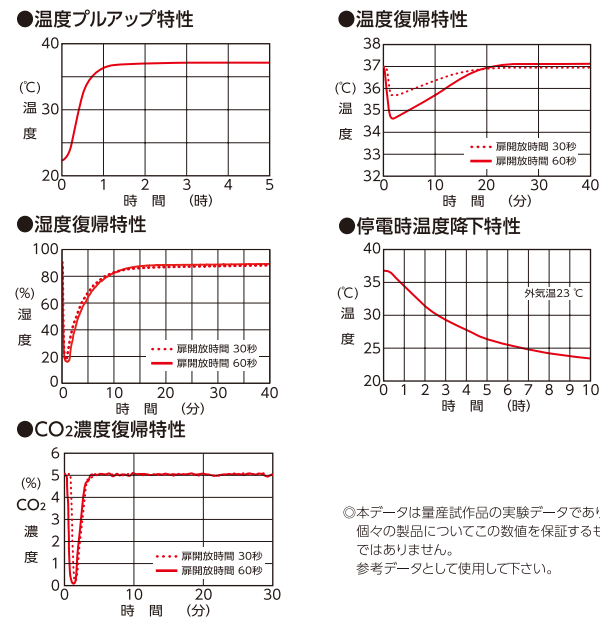 ●温度プルアップ特性
40
30
20
(℃)
温
度
0 1 2 3 4 5
時 間 (時)
●温度復帰特性
38
37
36
35
34
33
32
(℃)
温
度
扉開放時間 30秒
扉開放時間 60秒
0 10 20 30 40
時 間 (分)
●湿度復帰特性
100
80
60
40
20
0
(%)
湿
度
扉開放時間 30秒
扉開放時間 60秒
0 10 20 30 40
時 間 (分)
●停電時温度降下特性
40
35
30
25
20
(℃)
温
度
外気温23 ℃
0 1 2 3 4 5 6 7 8 9 10
時 間 (時)
●CO2濃度復帰特性
6
5
4
3
2
1
0
(%)
CO2
濃
度
扉開放時間 30秒
扉開放時間 60秒
0 10 20 30
時 間 (分)
◎本データは量産試作品の実験データであり
個々の製品についてこの数値を保証するも
ではありません。
参考データとして使用して下さい。